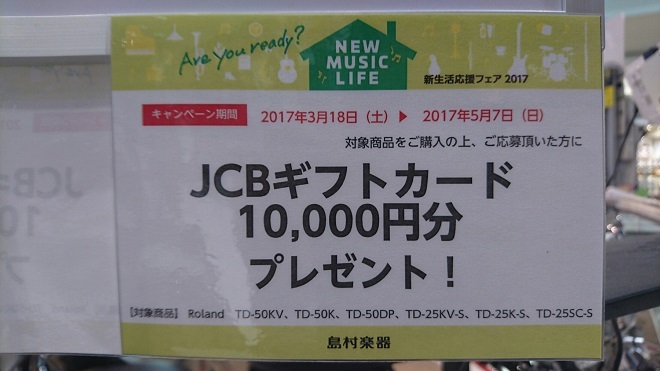 Are you ready?
NEW
MUSIC
LIFE
新生活応援フェア 2017
キャンペーン期間 2017年3月18日（土）▶ 2017年5月7日（日）
対象商品をご購入の上、ご応募頂いた方に
JCBギフトカード
10,000円分
プレゼント！
【対象商品】 Roland TD-50KV、TD-50K、TD-50DP、TD-25KV-S、TD-25K-S、TD-25SC-S
島村楽器